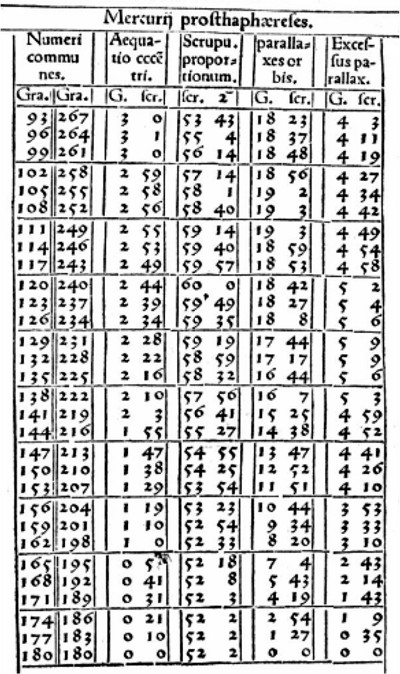 Mercurij prosthaphæreses.
Numeri Aequa- Scrupu. paralla- Exces-
commu tio eccē propor- xes or sus pa-
nes. tri. tionum. bis. rallax.
Gra. Gra. G. scr. scr. 2 G. scr. G. scr.
93 267 3 0 53 43 18 23 4 3
96 264 3 1 55 4 18 37 4 11
99 261 3 0 56 14 18 48 4 19
102 258 2 59 57 14 18 56 4 27
105 255 2 58 58 1 19 2 4 34
108 252 2 56 58 40 19 3 4 42
111 249 2 55 59 14 19 3 4 49
114 246 2 53 59 40 18 59 4 54
117 243 2 49 59 57 18 53 4 58
120 240 2 44 60 0 18 42 5 2
123 237 2 39 59 49 18 27 5 4
126 234 2 34 59 35 18 8 5 6
129 231 2 28 59 19 17 44 5 9
132 228 2 22 58 59 17 17 5 9
135 225 2 16 58 32 16 44 5 6
138 222 2 10 57 56 16 7 5 3
141 219 2 3 56 41 15 25 4 59
144 216 1 55 55 27 14 38 4 52
147 213 1 47 54 55 13 47 4 41
150 210 1 38 54 25 12 52 4 26
153 207 1 29 53 54 11 51 4 10
156 204 1 19 53 23 10 44 3 53
159 201 1 10 52 54 9 34 3 33
162 198 1 0 52 33 8 20 3 10
165 195 0 52 18 7 4 2 43
168 192 0 41 52 8 5 43 2 14
171 189 0 31 52 3 4 19 1 43
174 186 0 21 52 2 2 54 1 9
177 183 0 10 52 2 1 27 0 35
180 180 0 0 52 2 0 0 0 0